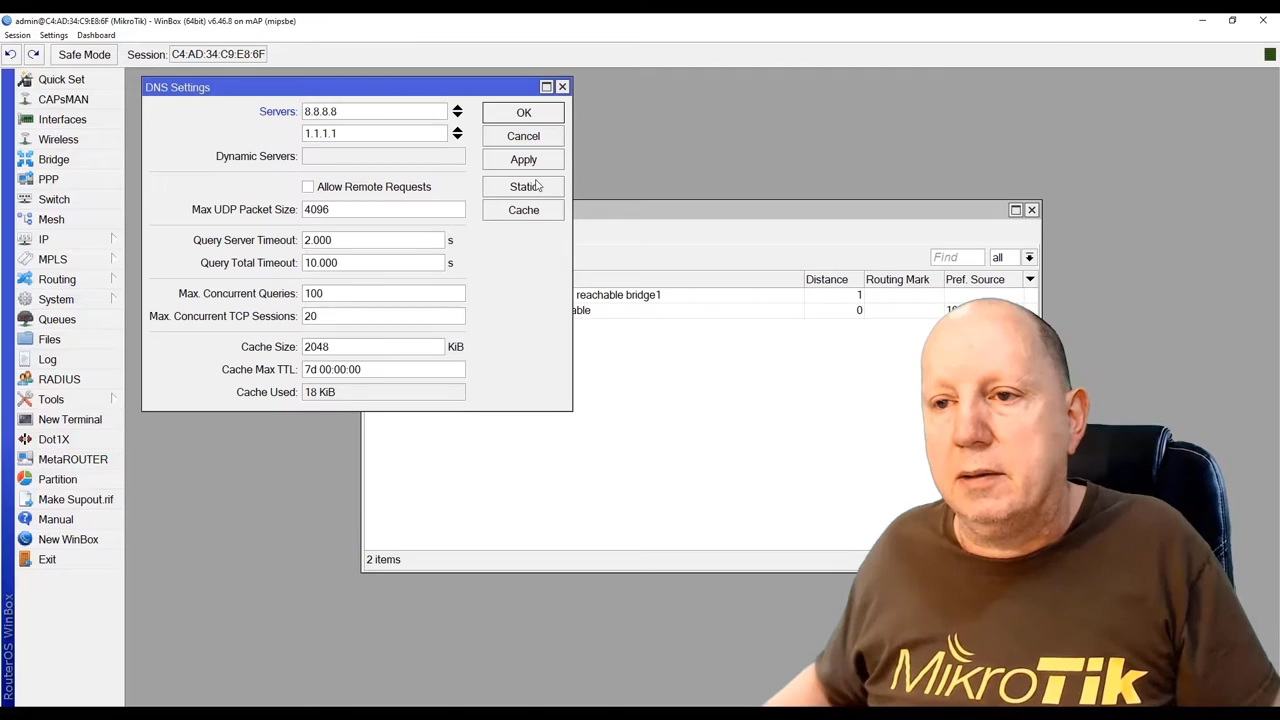 admin@C4:AD:34:C9:E8:6F (MikroTik) - WinBox (64bit) v6.46.8 on mAP (mipsbe)
Session Settings Dashboard
Safe Mode Session: C4:AD:34:C9:E8:6F
Quick Set
CAPsMAN
Interfaces
Wireless
Bridge
PPP
Switch
Mesh
IP
MPLS
Routing
System
Queues
Files
Log
RADIUS
Tools
New Terminal
Dot1X
MetaROUTER
Partition
Make Supout.rif
Manual
New WinBox
Exit
RouterOS WinBox
DNS Settings
Servers: 8.8.8.8
1.1.1.1
Dynamic Servers:
Allow Remote Requests
Max UDP Packet Size: 4096
Query Server Timeout: 2.000 s
Query Total Timeout: 10.000 s
Max. Concurrent Queries: 100
Max. Concurrent TCP Sessions: 20
Cache Size: 2048 KiB
Cache Max TTL: 7d 00:00:00
Cache Used: 18 KiB
OK
Cancel
Apply
Static
Cache
Find all
Distance Routing Mark Pref. Source
reachable bridge1 1
0
2 items
MikroTik